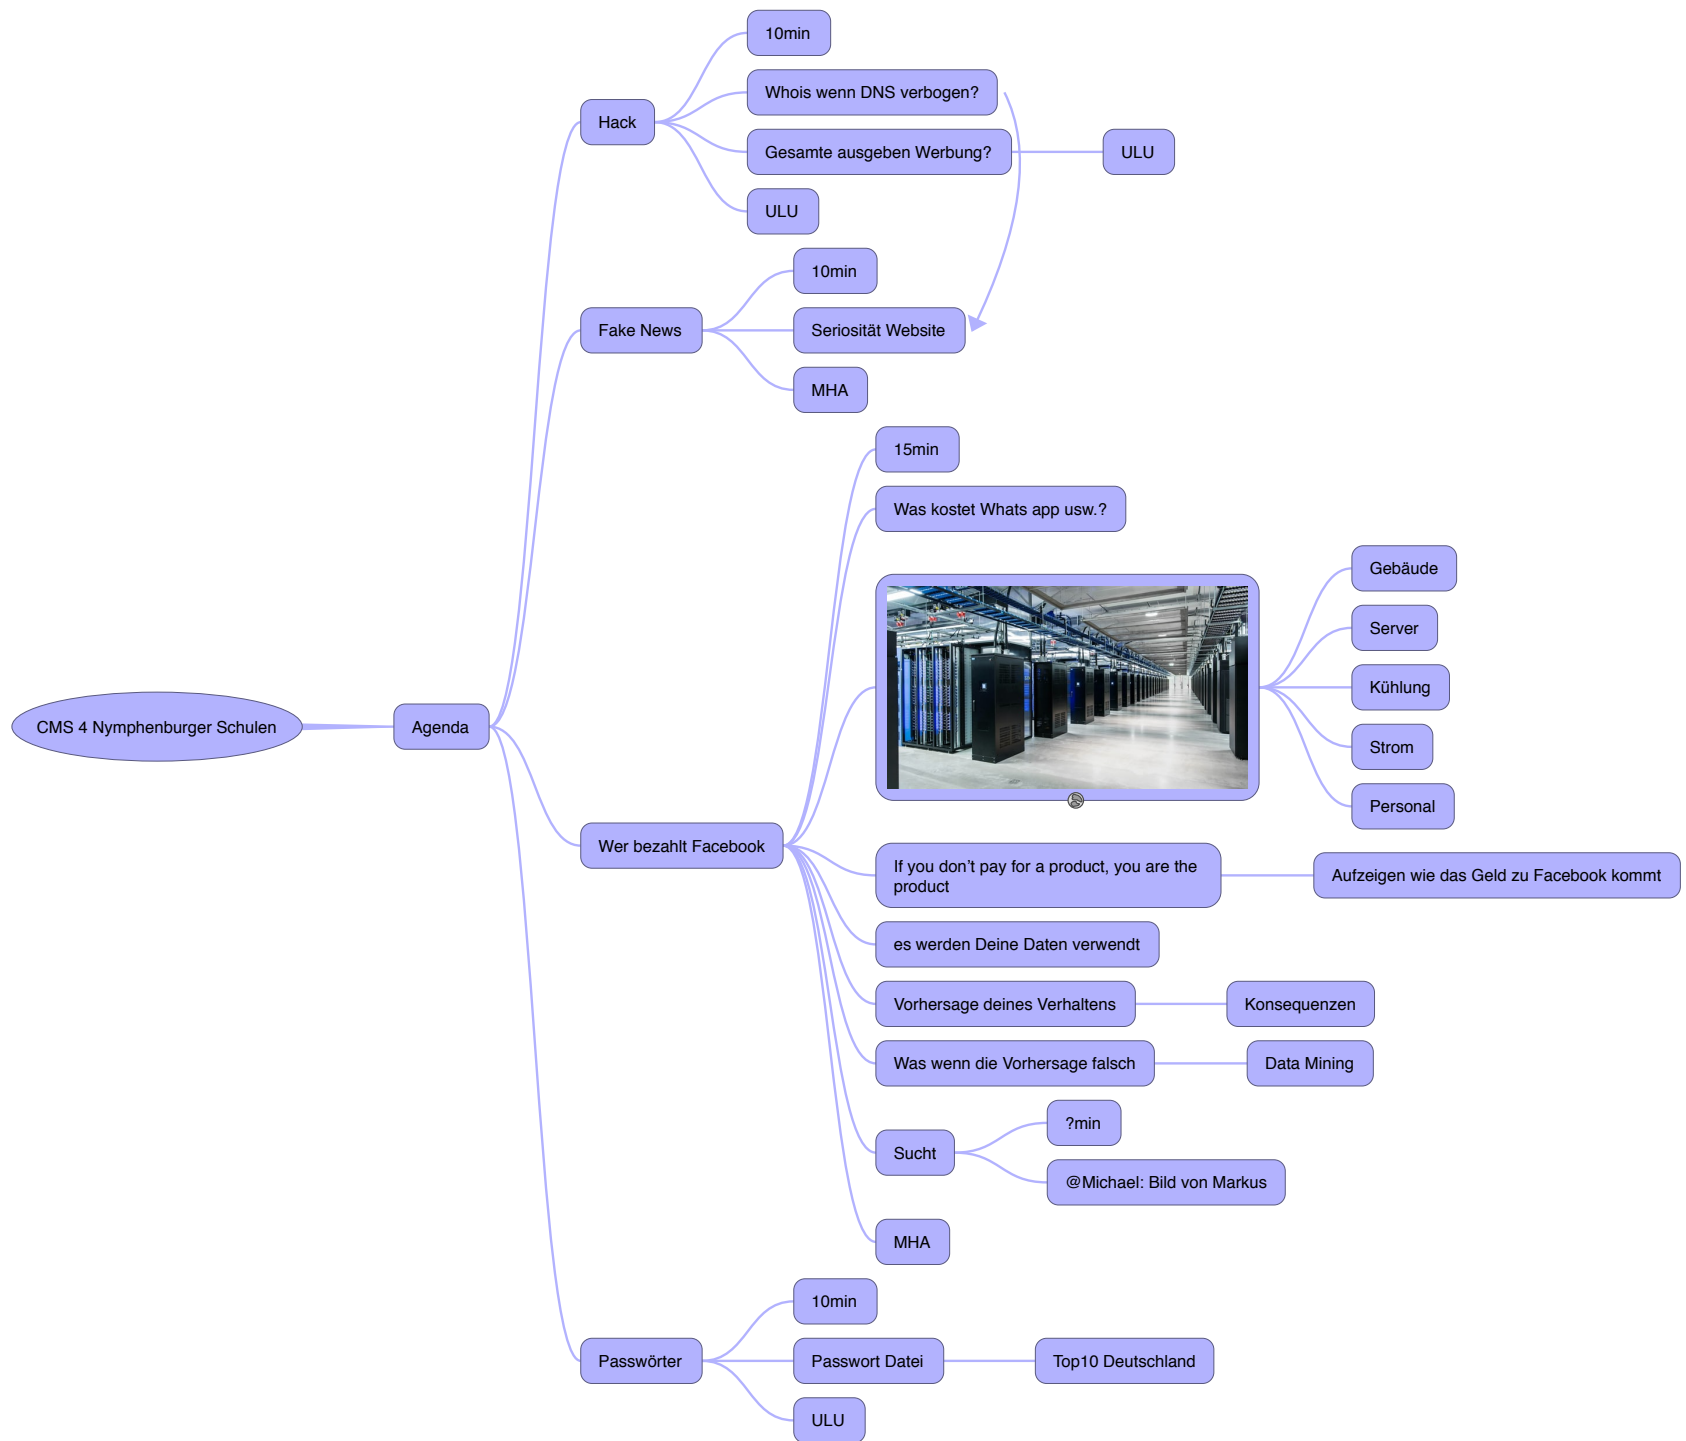 10min
Whois wenn DNS verbogen?
Hack
Gesamte ausgeben Werbung?
ULU
ULU
10min
Fake News
Seriosität Website
MHA
15min
Was kostet Whats app usw.?
Gebäude
Server
Kühlung
Strom
Personal
CMS 4 Nymphenburger Schulen
Agenda
Wer bezahlt Facebook
If you don’t pay for a product, you are the
product
Aufzeigen wie das Geld zu Facebook kommt
es werden Deine Daten verwendt
Vorhersage deines Verhaltens
Konsequenzen
Was wenn die Vorhersage falsch
Data Mining
Sucht
?min
@Michael: Bild von Markus
MHA
10min
Passwörter
Passwort Datei
Top10 Deutschland
ULU